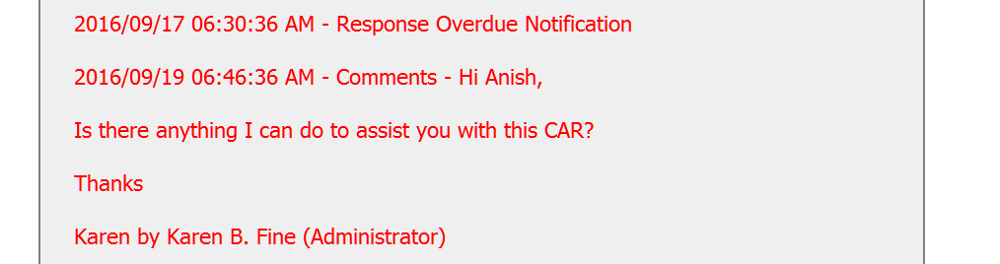 2016/09/17 06:30:36 AM - Response Overdue Notification
2016/09/19 06:46:36 AM - Comments - Hi Anish,
Is there anything I can do to assist you with this CAR?
Thanks
Karen by Karen B. Fine (Administrator)